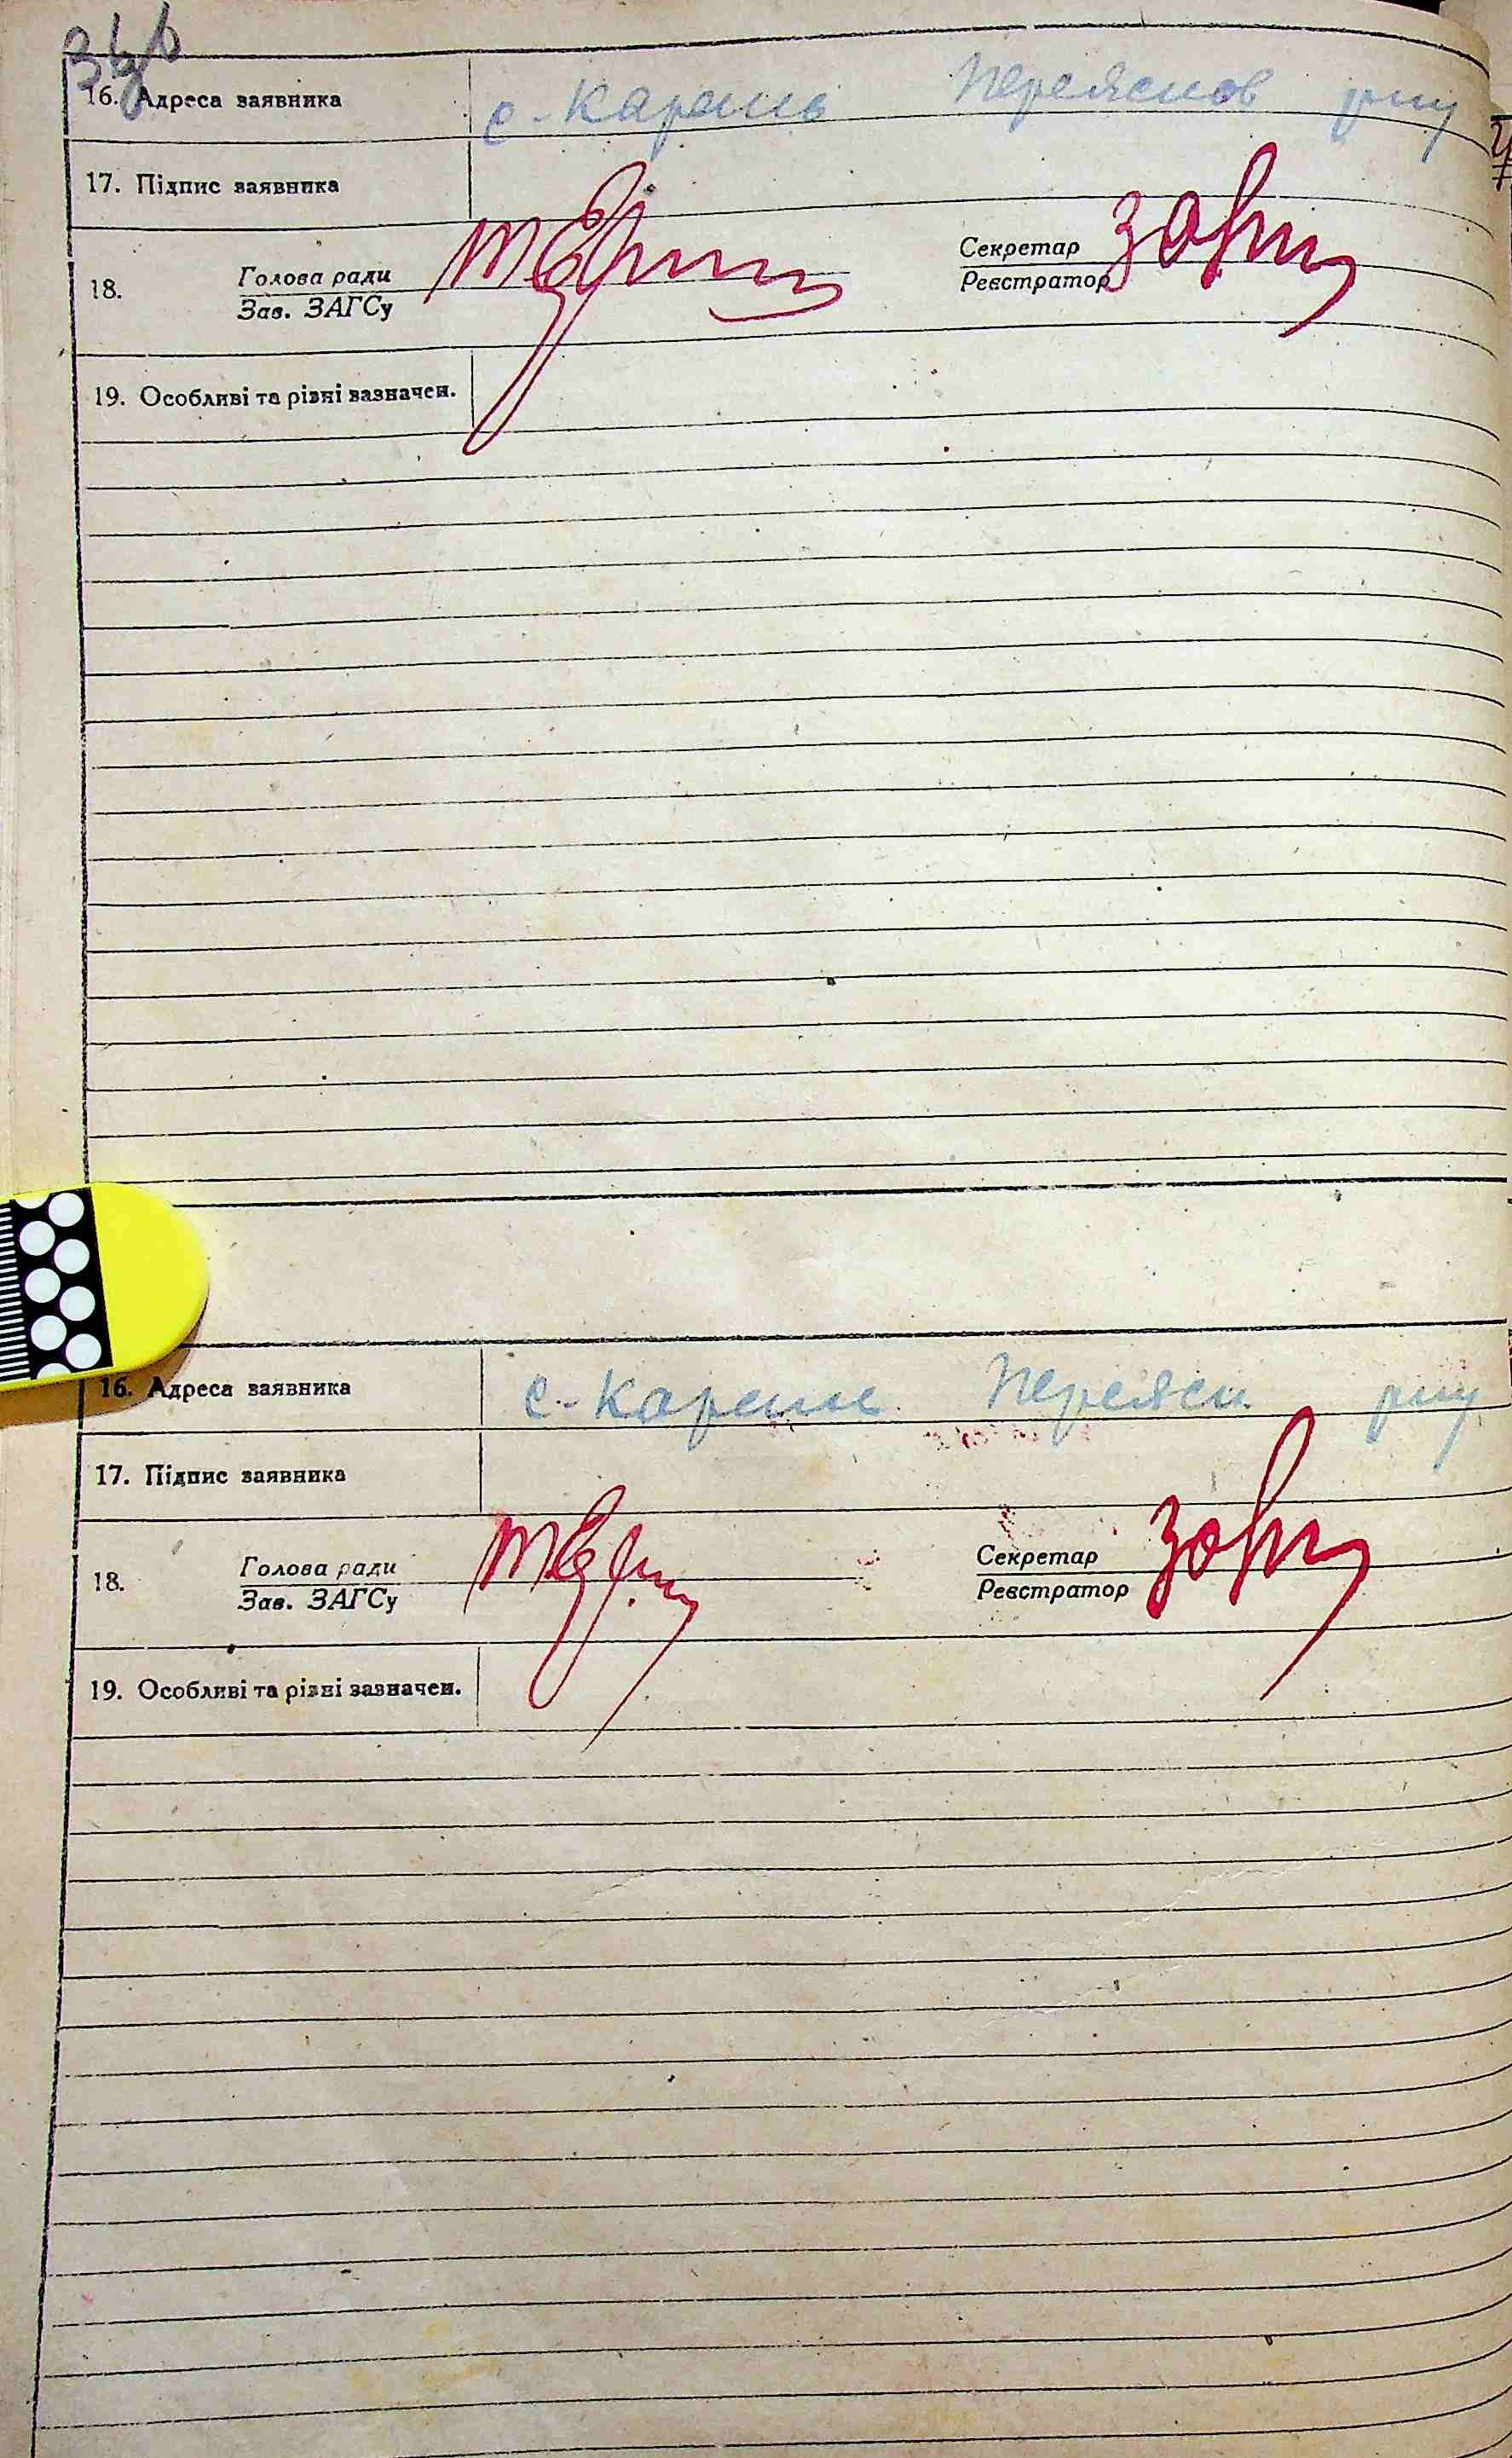 16. Адреса заявника с-Карань Переяснов р-ну
17. Підпис заявника
18. Голова ради Секретар
Зав. ЗАГСу Реєстратор
19. Особливі та різні зазначен.
16. Адреса заявника с-Карань Переясл р-ну
17. Підпис заявника
18. Голова ради Секретар
Зав. ЗАГСу Реєстратор
19. Особливі та різні зазначен.